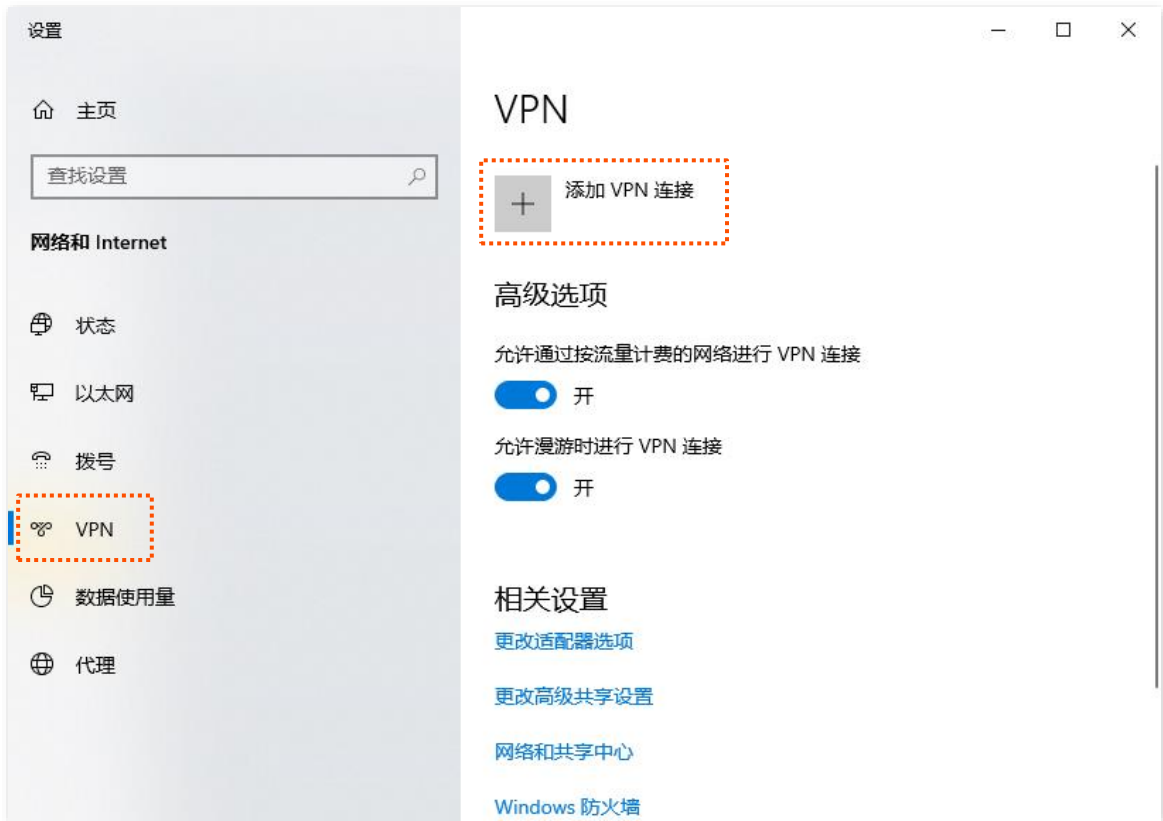 设置
主页
查找设置
网络和 Internet
状态
以太网
拨号
VPN
数据使用量
代理
VPN
添加 VPN 连接
高级选项
允许通过按流量计费的网络进行 VPN 连接
开
允许漫游时进行 VPN 连接
开
相关设置
更改适配器选项
更改高级共享设置
网络和共享中心
Windows 防火墙